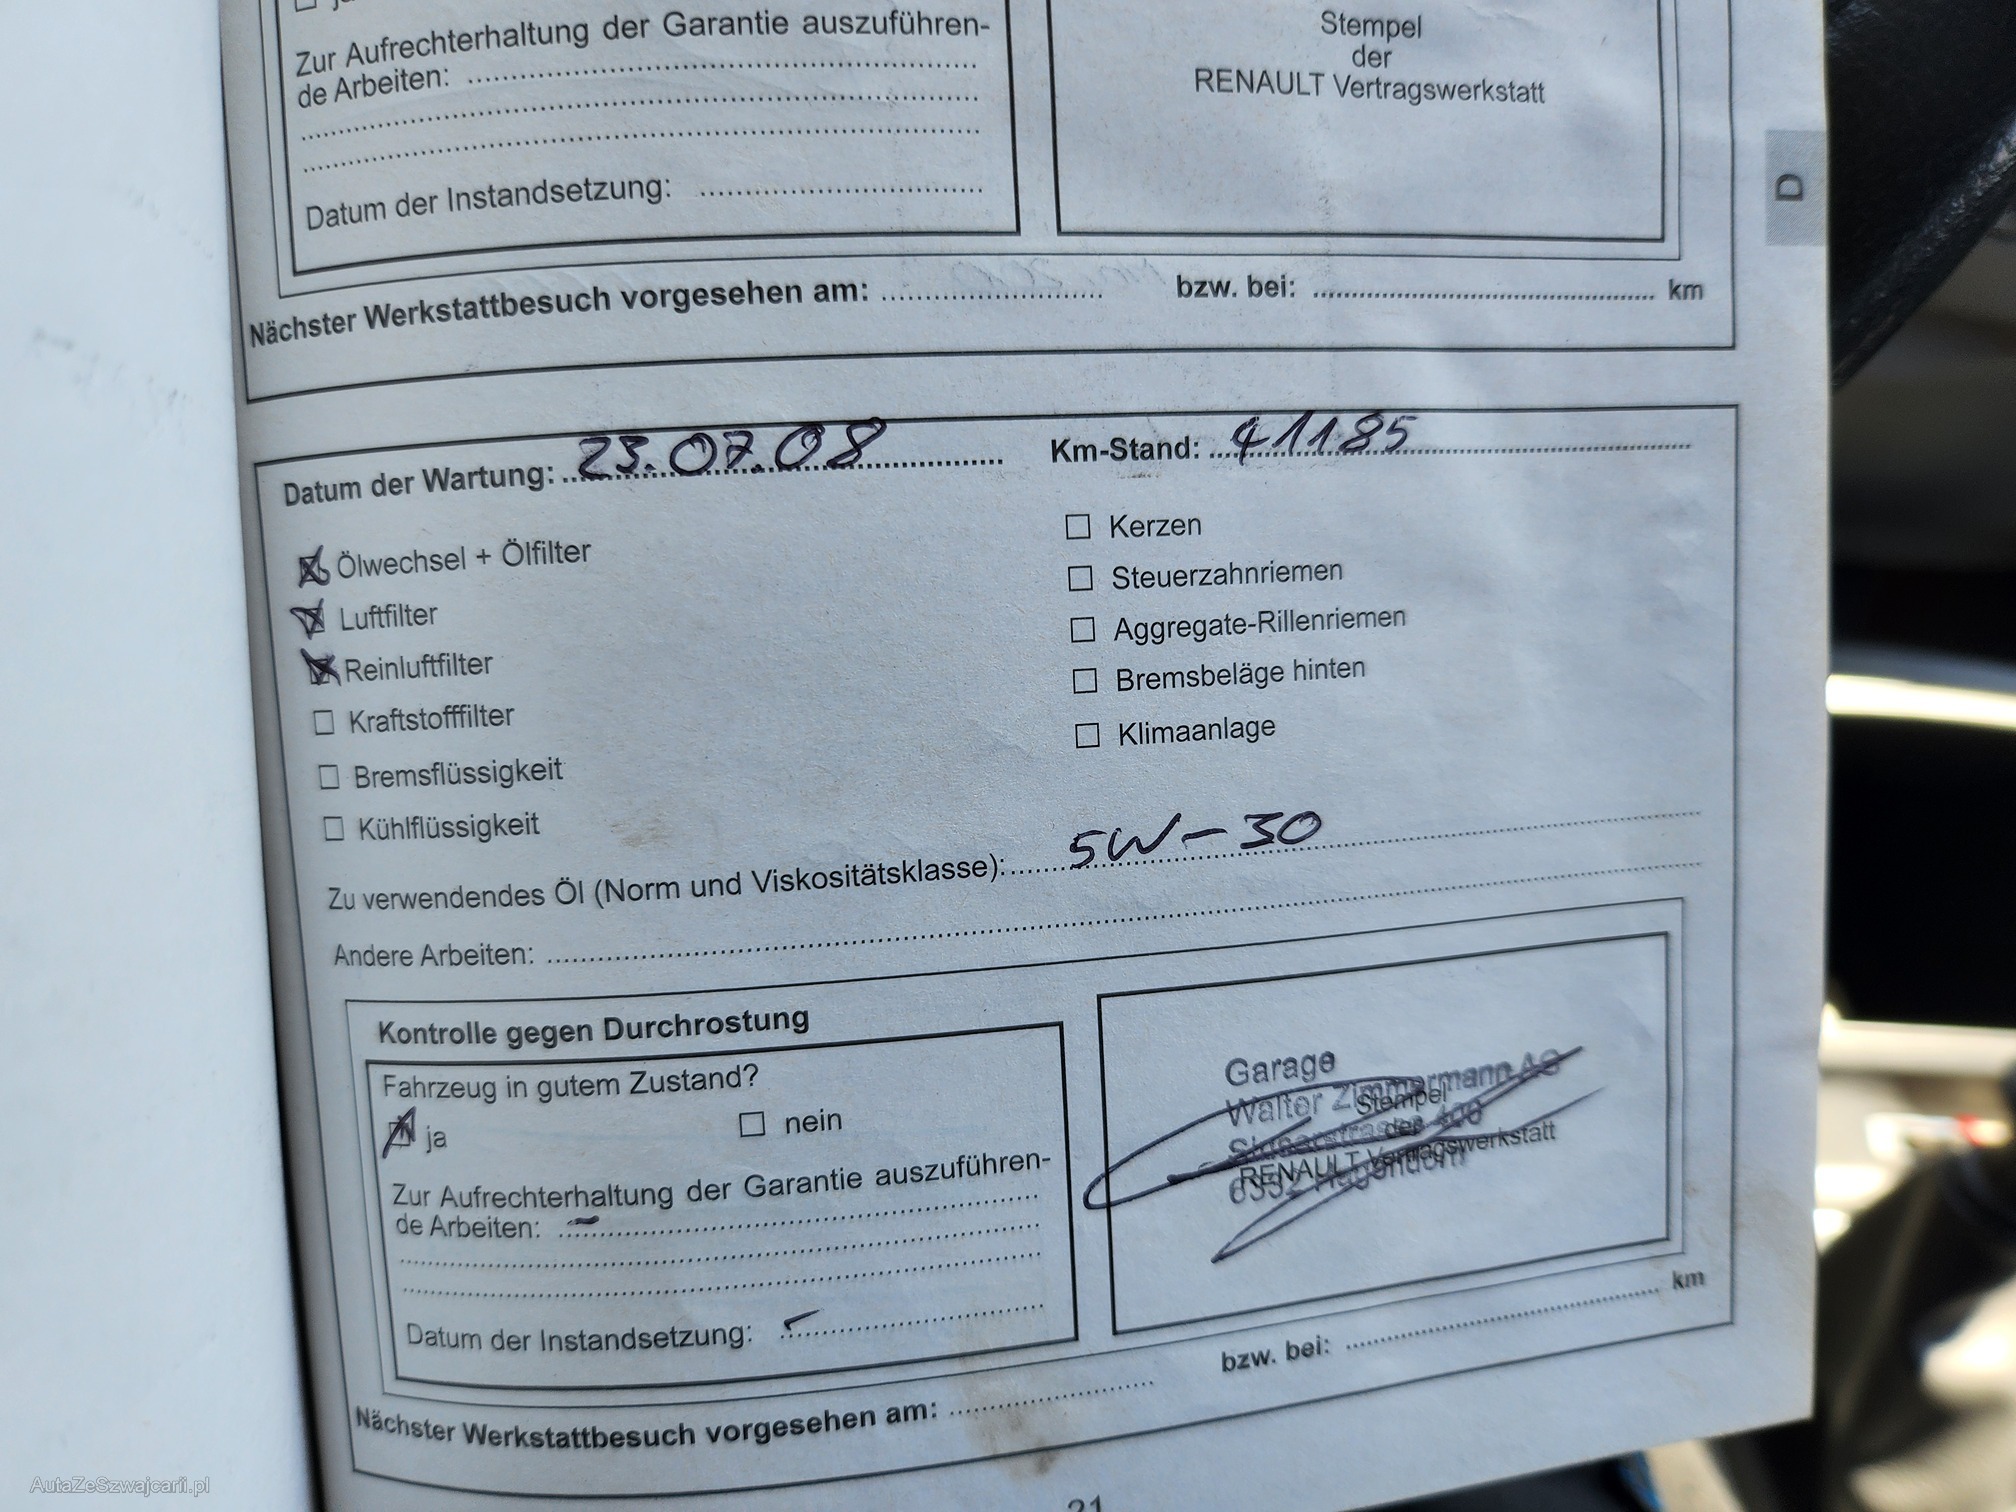 Zur Aufrechterhaltung der Garantie auszuführen-
de Arbeiten:
Datum der Instandsetzung:
Stempel
der
RENAULT Vertragswerkstatt
D
Nächster Werkstattbesuch vorgesehen am: bzw. bei: km
Datum der Wartung: 23.07.08 Km-Stand: 41185
Ölwechsel + Ölfilter
Luftfilter
Reinluftfilter
Kraftstofffilter
Bremsflüssigkeit
Kühlflüssigkeit
Kerzen
Steuerzahnriemen
Aggregate-Rillenriemen
Bremsbeläge hinten
Klimaanlage
Zu verwendendes Öl (Norm und Viskositätsklasse): 5W-30
Andere Arbeiten:
Kontrolle gegen Durchrostung
Fahrzeug in gutem Zustand?
ja nein
Zur Aufrechterhaltung der Garantie auszuführen-
de Arbeiten:
Datum der Instandsetzung:
Garage
Walter Zimmermann AG
Stempel
der
RENAULT Vertragswerkstatt
Nächster Werkstattbesuch vorgesehen am: bzw. bei: km
21
AutaZeSzwajcarii.pl